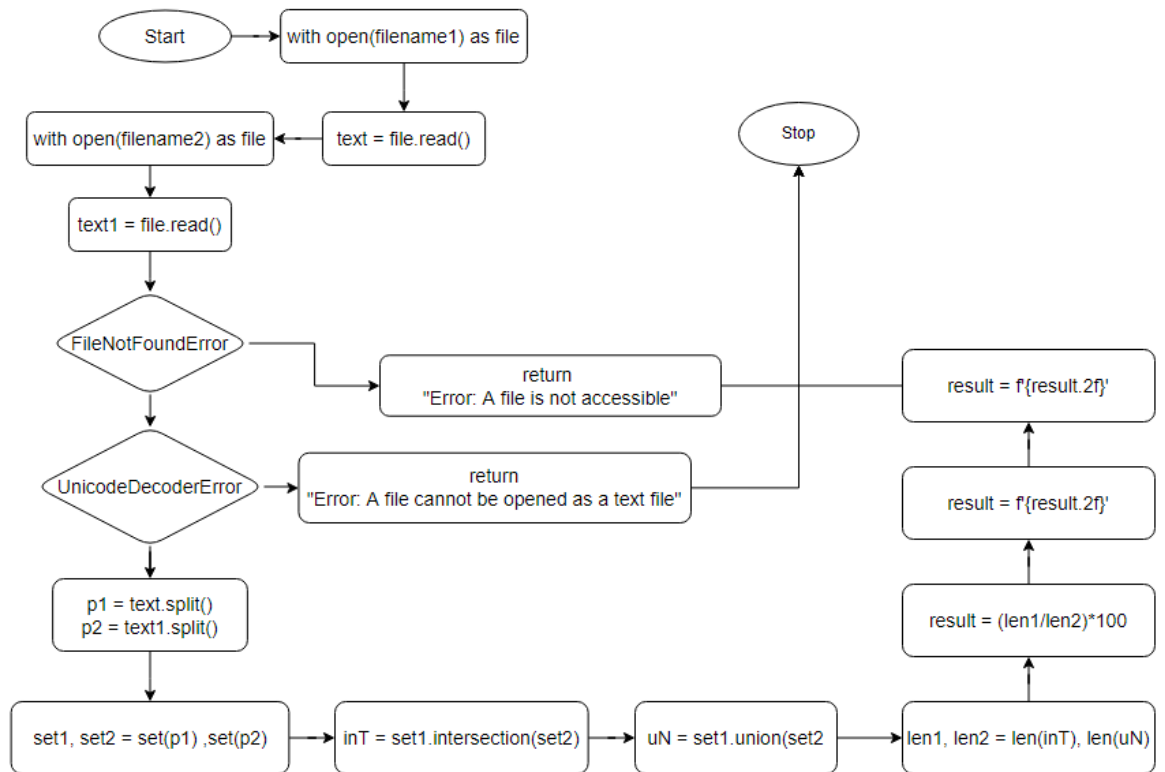 Start
with open(filename1) as file
text = file.read()
with open(filename2) as file
text1 = file.read()
FileNotFoundError
return
"Error: A file is not accessible"
UnicodeDecoderError
return
"Error: A file cannot be opened as a text file"
p1 = text.split()
p2 = text1.split()
set1, set2 = set(p1) ,set(p2)
inT = set1.intersection(set2)
uN = set1.union(set2
len1, len2 = len(inT), len(uN)
result = (len1/len2)*100
result = f'{result.2f}'
result = f'{result.2f}'
Stop